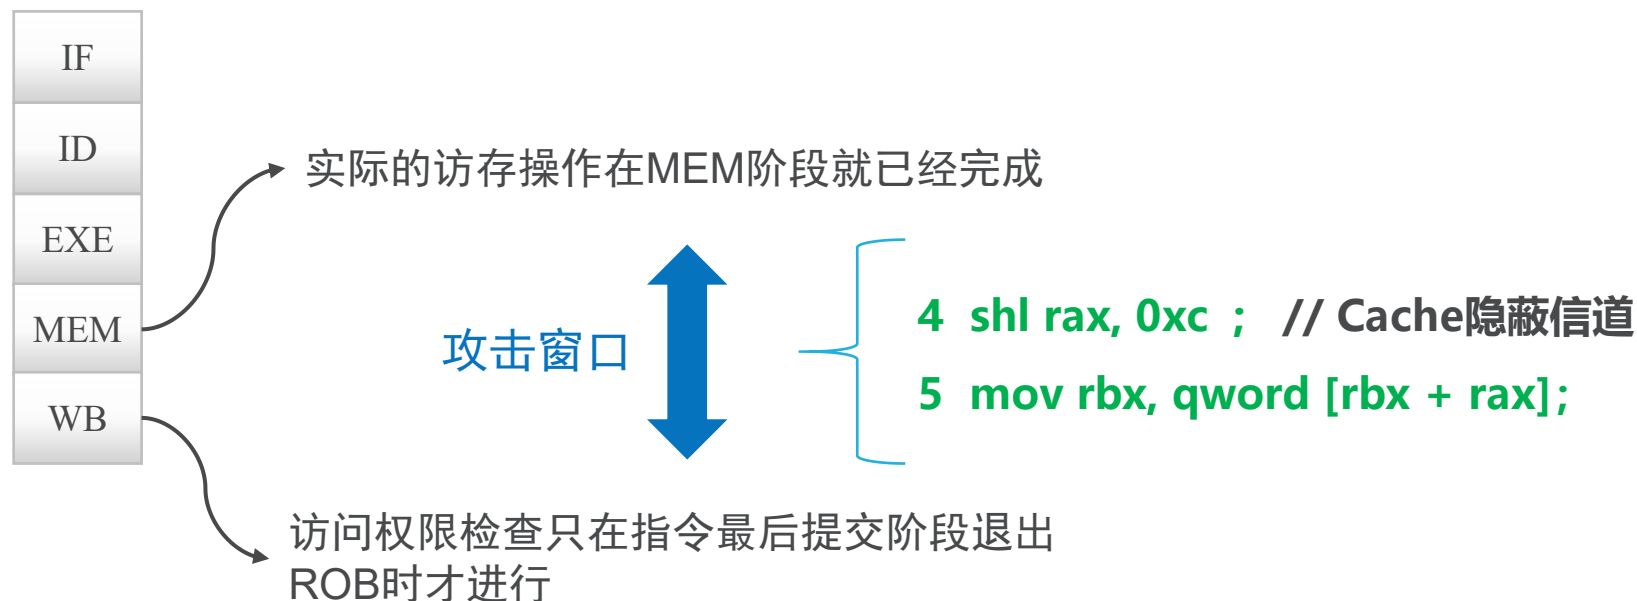 IF
ID
实际的访存操作在MEM阶段就已经完成
EXE
MEM
攻击窗口
4 shl rax, 0xc ; // Cache隐蔽信道
5 mov rbx, qword [rbx + rax];
WB
访问权限检查只在指令最后提交阶段退出
ROB时才进行